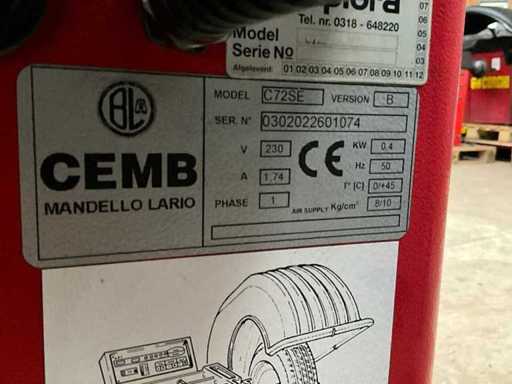 Tel. nr. 0318 - 648220
Model
Serie No
Afgeleverd:
01 02 03 04 05 06 07 08 09 10 11 12
07
06
05
04
03
BL
CEMB
MANDELLO LARIO
MODEL C72SE VERSION B
SER. N° 0302022601074
V 230 CE KW 0,4
A 1,74 Hz 50
T° [C] 0/+45
PHASE 1 AIR SUPPLY Kg/cm² 8/10